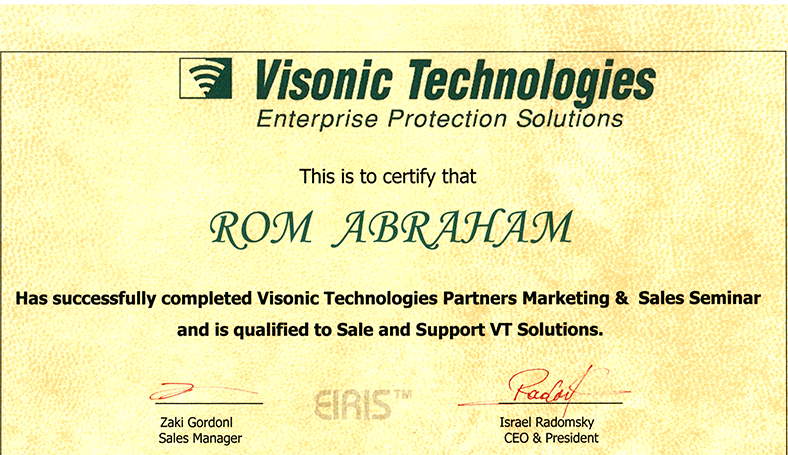 Visonic Technologies
Enterprise Protection Solutions
This is to certify that
ROM ABRAHAM
Has successfully completed Visonic Technologies Partners Marketing & Sales Seminar
and is qualified to Sale and Support VT Solutions.
EIRIS™
Zaki Gordonl
Sales Manager
Israel Radomsky
CEO & President